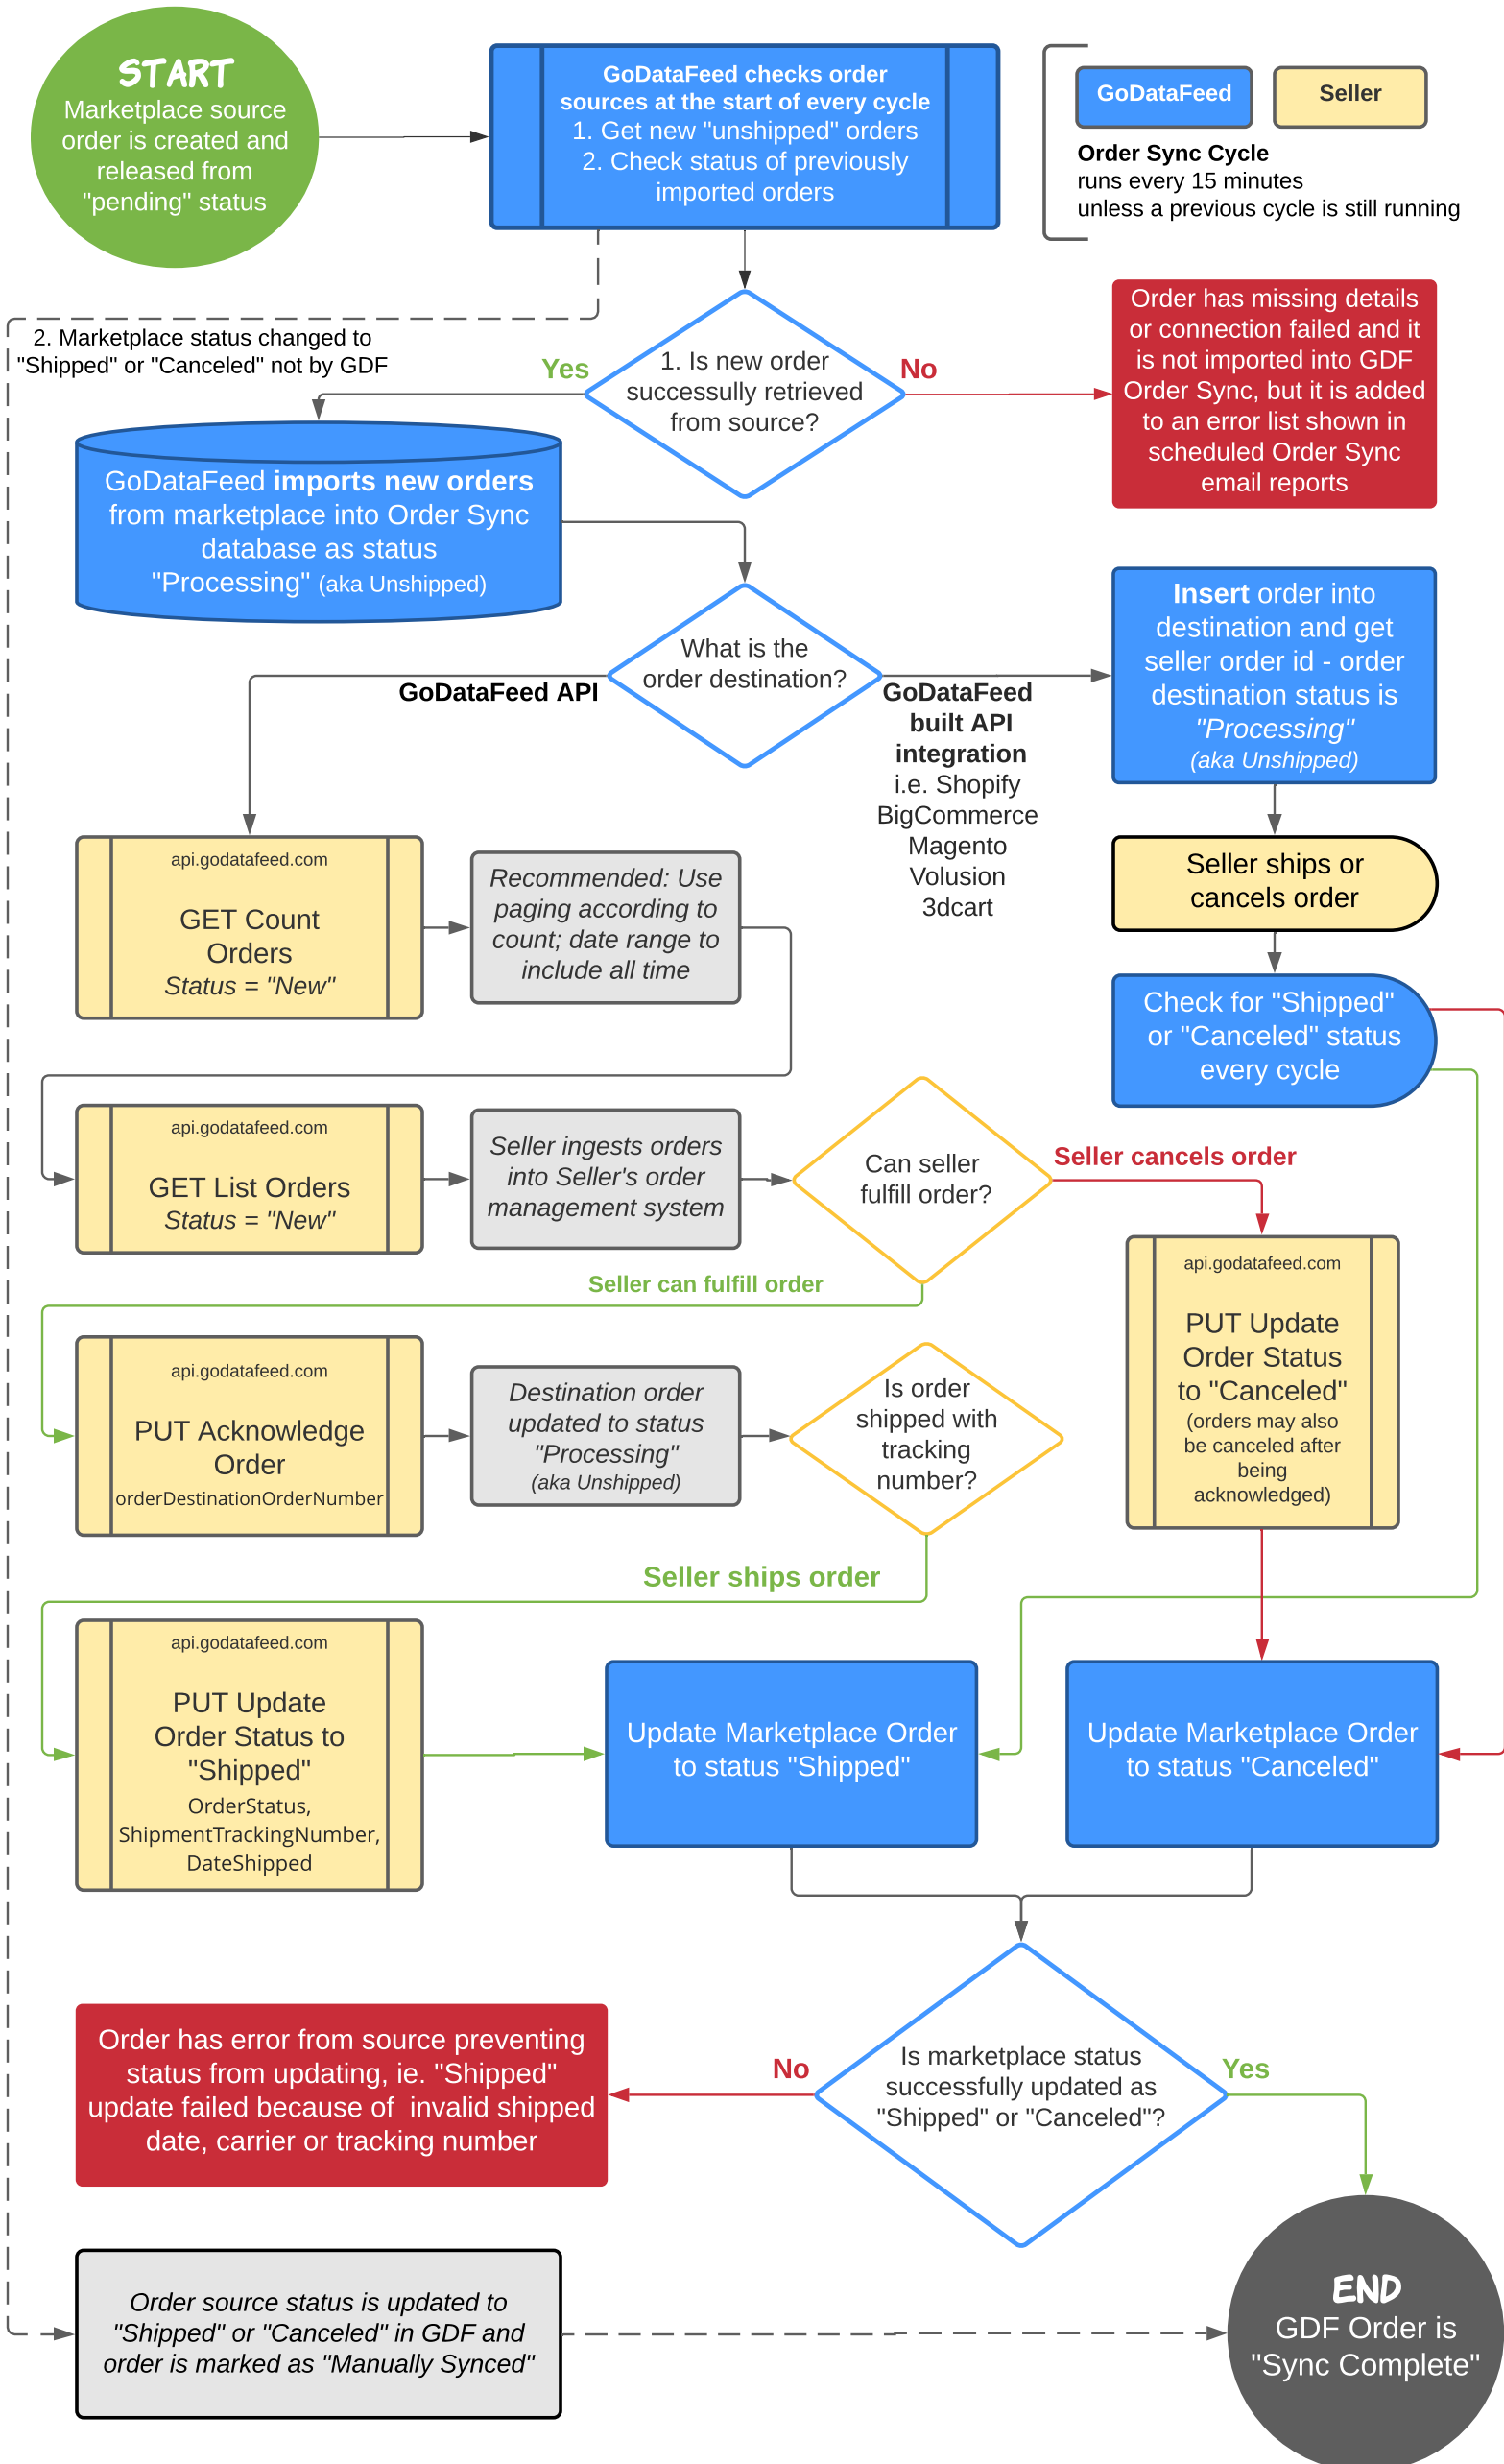 START
Marketplace source
order is created and
released from
"pending" status
GoDataFeed checks order
sources at the start of every cycle
1. Get new "unshipped" orders
2. Check status of previously
imported orders
GoDataFeed
Seller
Order Sync Cycle
runs every 15 minutes
unless a previous cycle is still running
2. Marketplace status changed to
"Shipped" or "Canceled" not by GDF
Yes
1. Is new order
successully retrieved
from source?
No
Order has missing details
or connection failed and it
is not imported into GDF
Order Sync, but it is added
to an error list shown in
scheduled Order Sync
email reports
GoDataFeed imports new orders
from marketplace into Order Sync
database as status
"Processing" (aka Unshipped)
What is the
order destination?
GoDataFeed API
GoDataFeed
built API
integration
i.e. Shopify
BigCommerce
Magento
Volusion
3dcart
Insert order into
destination and get
seller order id - order
destination status is
"Processing"
(aka Unshipped)
Seller ships or
cancels order
Check for "Shipped"
or "Canceled" status
every cycle
api.godatafeed.com
GET Count
Orders
Status = "New"
Recommended: Use
paging according to
count; date range to
include all time
api.godatafeed.com
GET List Orders
Status = "New"
Seller ingests orders
into Seller's order
management system
Can seller
fulfill order?
Seller cancels order
Seller can fulfill order
api.godatafeed.com
PUT Update
Order Status
to "Canceled"
(orders may also
be canceled after
being
acknowledged)
api.godatafeed.com
PUT Acknowledge
Order
orderDestinationOrderNumber
Destination order
updated to status
"Processing"
(aka Unshipped)
Is order
shipped with
tracking
number?
Seller ships order
api.godatafeed.com
PUT Update
Order Status to
"Shipped"
OrderStatus,
ShipmentTrackingNumber,
DateShipped
Update Marketplace Order
to status "Shipped"
Update Marketplace Order
to status "Canceled"
Order has error from source preventing
status from updating, ie. "Shipped"
update failed because of  invalid shipped
date, carrier or tracking number
No
Is marketplace status
successfully updated as
"Shipped" or "Canceled"?
Yes
Order source status is updated to
"Shipped" or "Canceled" in GDF and
order is marked as "Manually Synced"
END
GDF Order is
"Sync Complete"